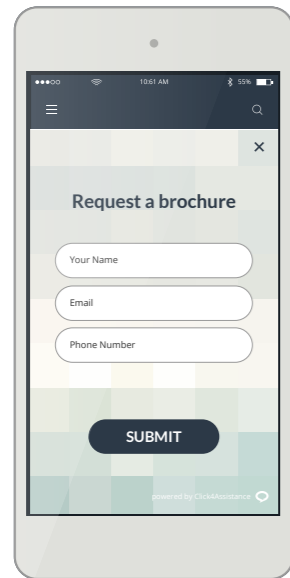 10:61 AM 55%
Request a brochure
Your Name
Email
Phone Number
SUBMIT
powered by Click4Assistance